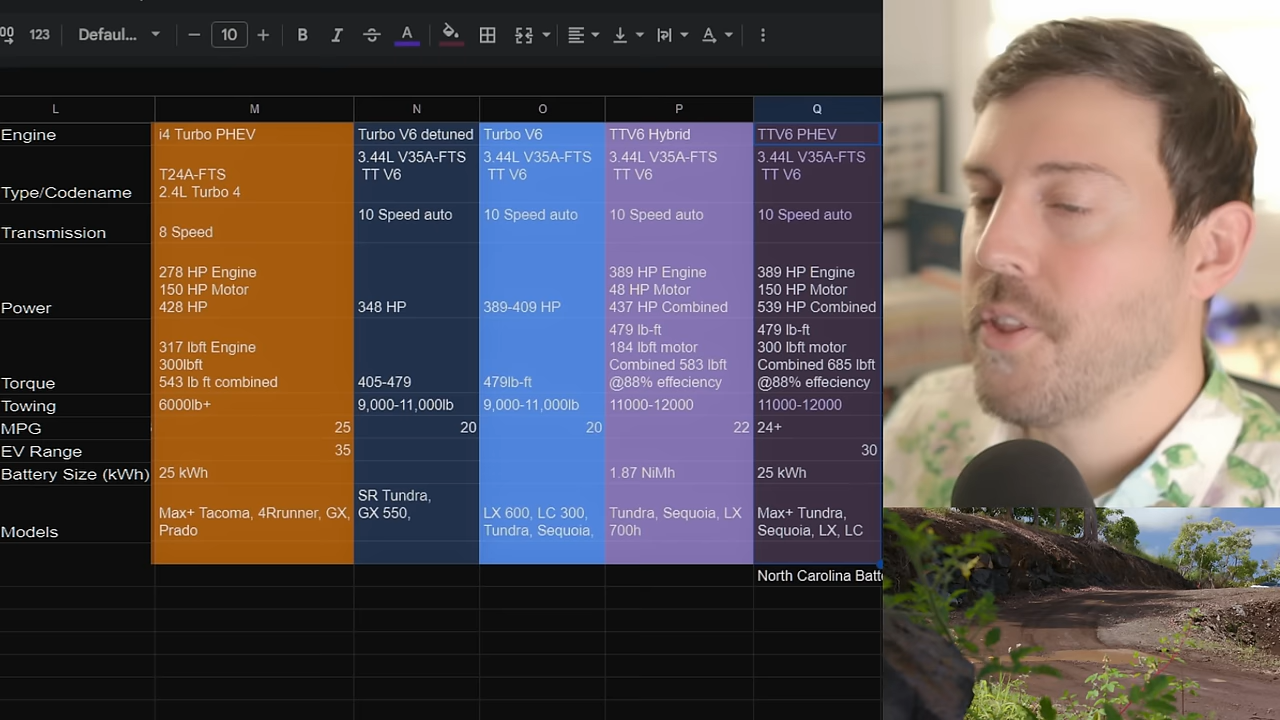 123 Defaul... 10 B I A A
L M N O P Q
Engine i4 Turbo PHEV Turbo V6 detuned Turbo V6 TTV6 Hybrid TTV6 PHEV
3.44L V35A-FTS 3.44L V35A-FTS 3.44L V35A-FTS 3.44L V35A-FTS
T24A-FTS TT V6 TT V6 TT V6 TT V6
Type/Codename 2.4L Turbo 4
10 Speed auto 10 Speed auto 10 Speed auto 10 Speed auto
Transmission 8 Speed
278 HP Engine 389 HP Engine 389 HP Engine
150 HP Motor 48 HP Motor 150 HP Motor
Power 428 HP 348 HP 389-409 HP 437 HP Combined 539 HP Combined
479 lb-ft 479 lb-ft
317 lbft Engine 184 lbft motor 300 lbft motor
300lbft Combined 583 lbft Combined 685 lbft
Torque 543 lb ft combined 405-479 479lb-ft @88% effeciency @88% effeciency
Towing 6000lb+ 9,000-11,000lb 9,000-11,000lb 11000-12000 11000-12000
MPG 25 20 20 22 24+
EV Range 35 30
Battery Size (kWh) 25 kWh 1.87 NiMh 25 kWh
SR Tundra,
Max+ Tacoma, 4Rrunner, GX, GX 550, LX 600, LC 300, Tundra, Sequoia, LX Max+ Tundra,
Models Prado Tundra, Sequoia, 700h Sequoia, LX, LC
North Carolina Batt